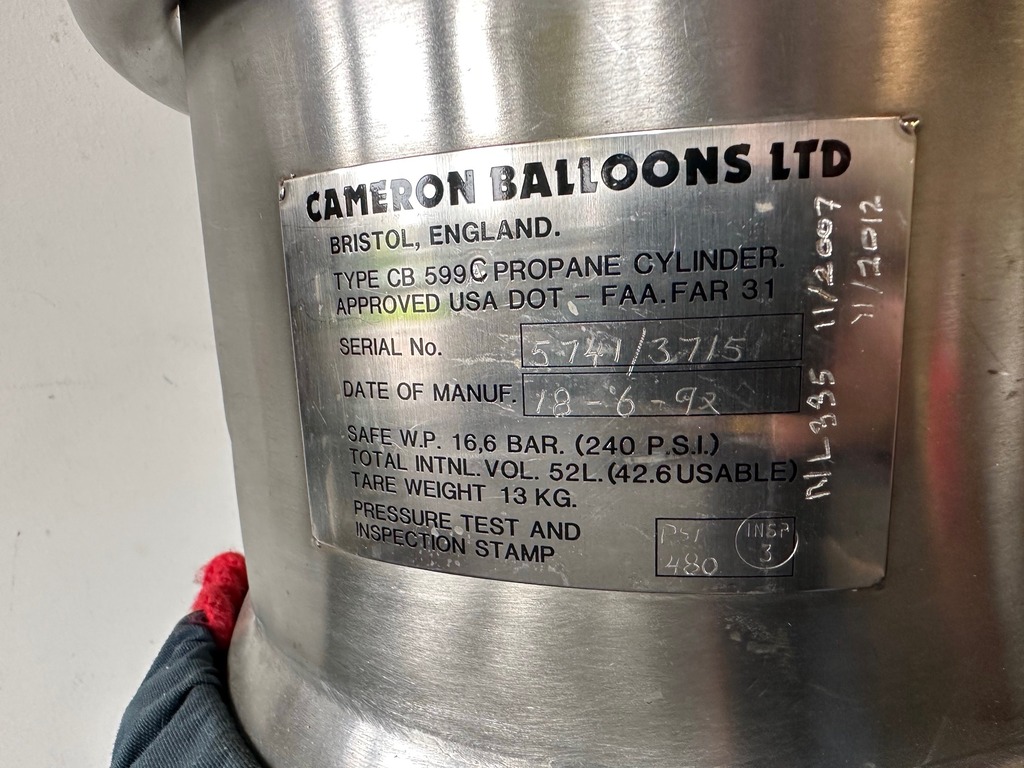 CAMERON BALLOONS LTD
BRISTOL, ENGLAND.
TYPE CB 599C PROPANE CYLINDER.
APPROVED USA DOT – FAA.FAR 31
SERIAL No. 5741/3715
DATE OF MANUF. 18-6-92
SAFE W.P. 16,6 BAR. (240 P.S.I.)
TOTAL INTNL. VOL. 52L. (42.6 USABLE)
TARE WEIGHT 13 KG.
PRESSURE TEST AND
INSPECTION STAMP
PSI
480
INSP
3
11/2007
11/2012